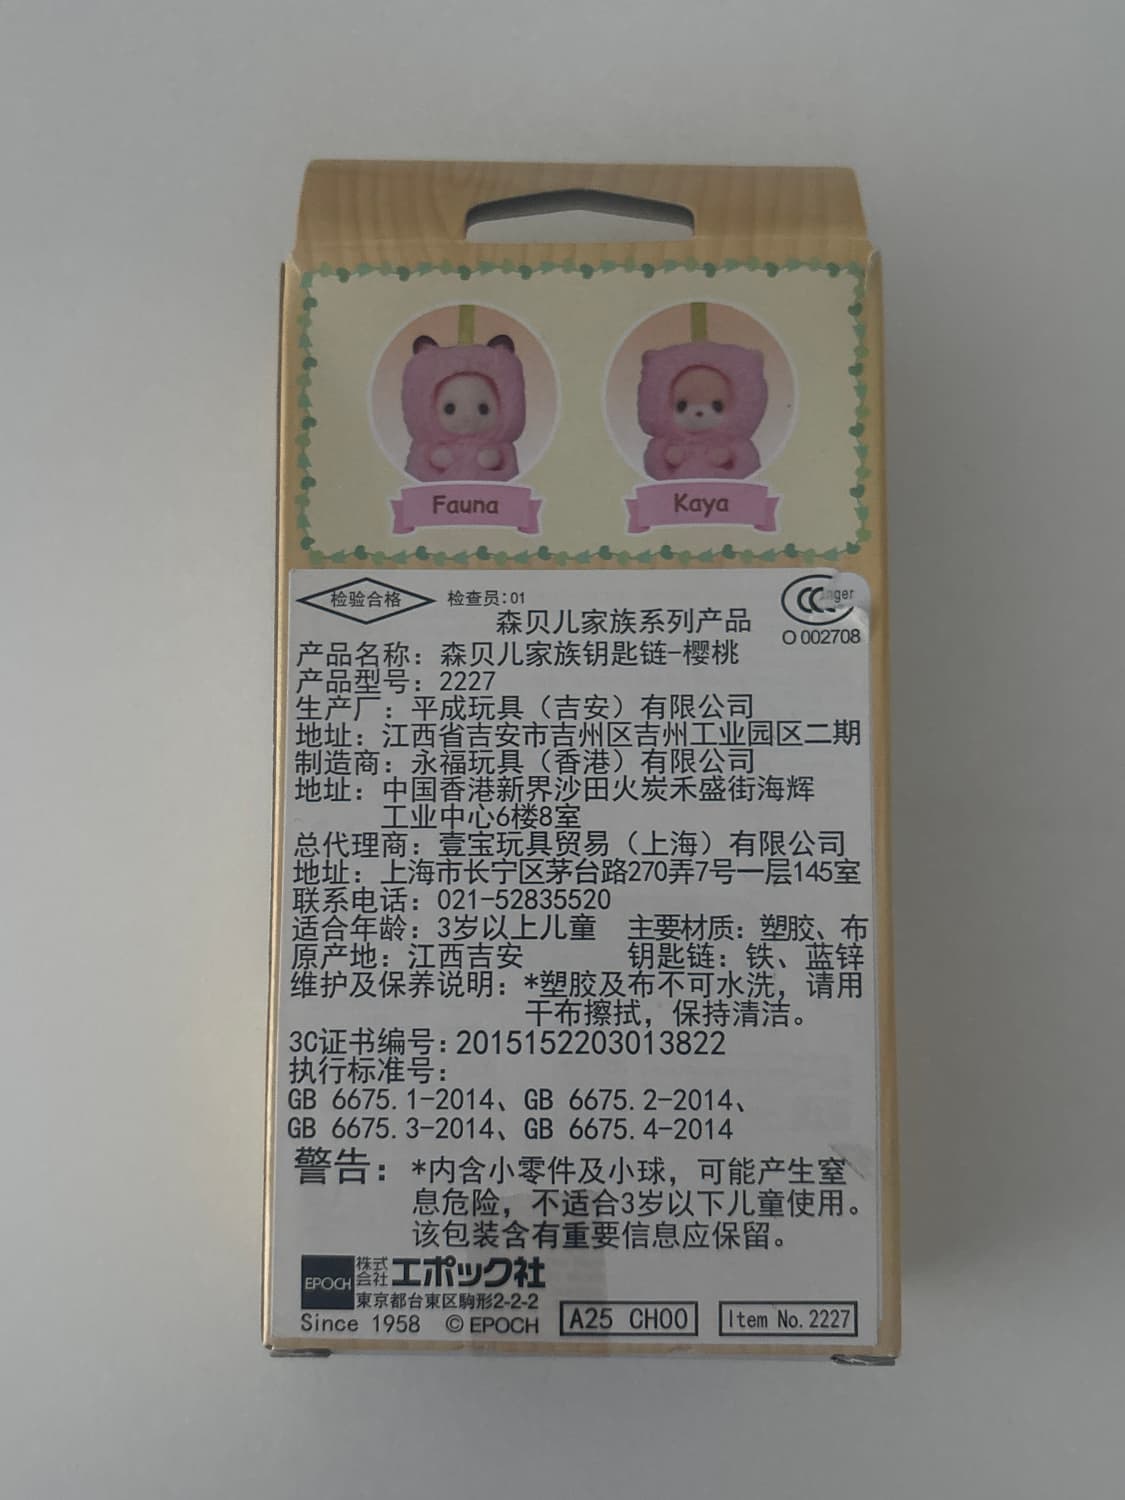 Fauna
Kaya
检验合格
检查员:01
nger
O 002708
森贝儿家族系列产品
产品名称：森贝儿家族钥匙链-樱桃
产品型号：2227
生产厂：平成玩具（吉安）有限公司
地址：江西省吉安市吉州区吉州工业园区二期
制造商：永福玩具（香港）有限公司
地址：中国香港新界沙田火炭禾盛街海辉
工业中心6楼8室
总代理商：壹宝玩具贸易（上海）有限公司
地址：上海市长宁区茅台路270弄7号一层145室
联系电话：021-52835520
适合年龄：3岁以上儿童 主要材质：塑胶、布
原产地：江西吉安 钥匙链：铁、蓝锌
维护及保养说明：*塑胶及布不可水洗，请用
干布擦拭，保持清洁。
3C证书编号：2015152203013822
执行标准号：
GB 6675.1-2014、GB 6675.2-2014、
GB 6675.3-2014、GB 6675.4-2014
警告：*内含小零件及小球，可能产生窒
息危险，不适合3岁以下儿童使用。
该包装含有重要信息应保留。
EPOCH 株式会社 エポック社
東京都台東区駒形2-2-2
Since 1958 © EPOCH
A25 CH00
Item No. 2227